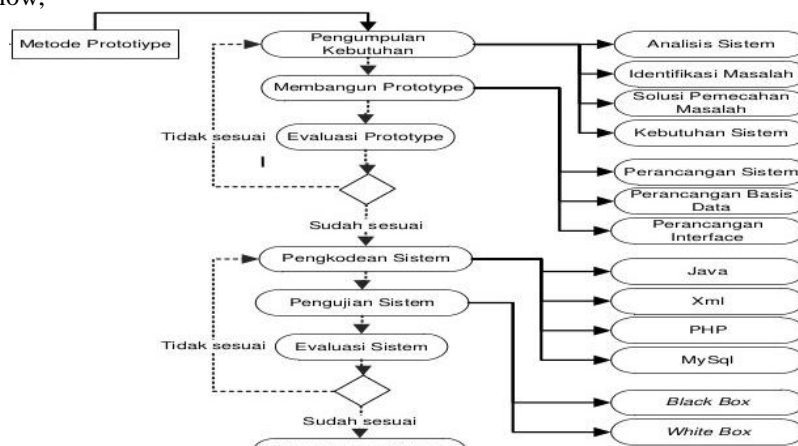 Metode Prototiype
Pengumpulan
Kebutuhan
Membangun Prototype
Tidak sesuai
Evaluasi Prototype
Sudah sesuai
Pengkodean Sistem
Pengujian Sistem
Tidak sesuai
Evaluasi Sistem
Sudah sesuai
Analisis Sistem
Identifikasi Masalah
Solusi Pemecahan
Masalah
Kebutuhan Sistem
Perancangan Sistem
Perancangan Basis
Data
Perancangan
Interface
Java
Xml
PHP
MySql
Black Box
White Box